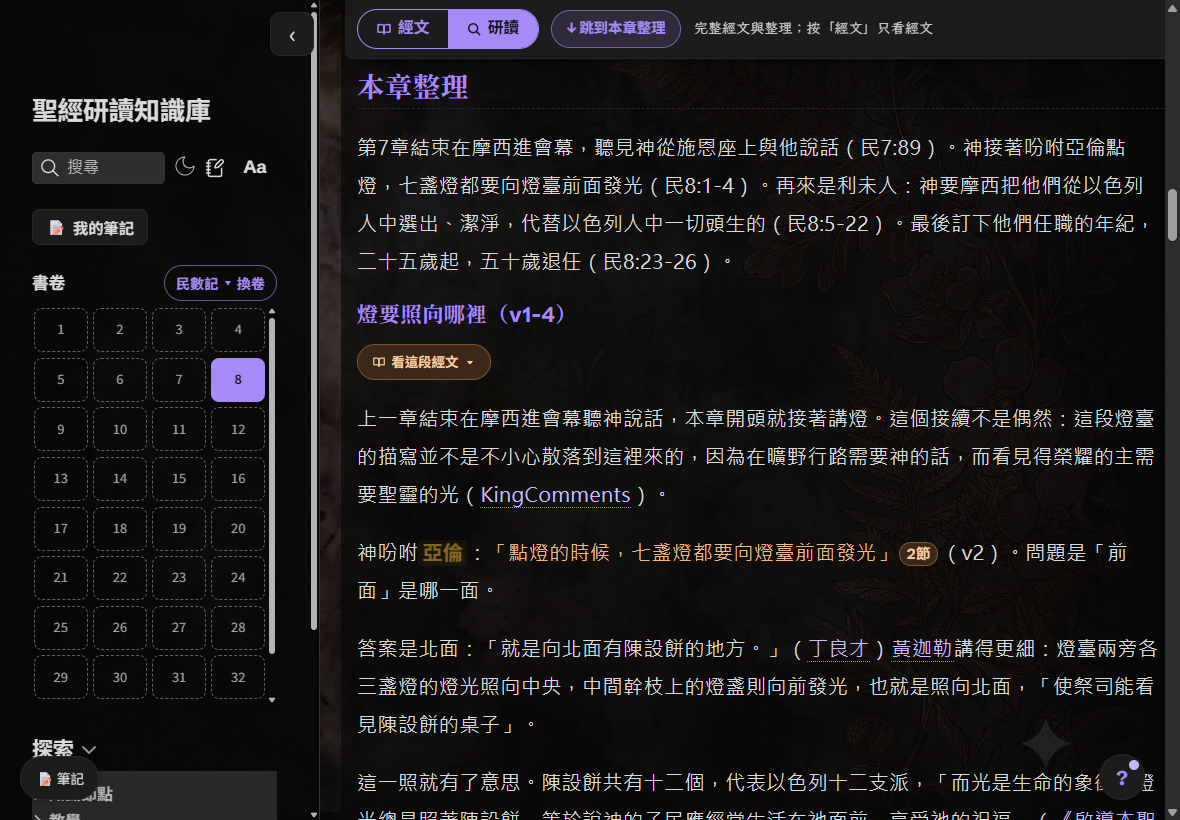 聖經研讀知識庫
搜尋
Aa
我的筆記
書卷
民數記 換卷
1 2 3 4
5 6 7 8
9 10 11 12
13 14 15 16
17 18 19 20
21 22 23 24
25 26 27 28
29 30 31 32
探索
筆記
節點
經文 研讀 ↓跳到本章整理 完整經文與整理；按「經文」只看經文
本章整理
第7章結束在摩西進會幕，聽見神從施恩座上與他說話（民7:89）。神接著吩咐亞倫點
燈，七盞燈都要向燈臺前面發光（民8:1-4）。再來是利未人：神要摩西把他們從以色列
人中選出、潔淨，代替以色列人中一切頭生的（民8:5-22）。最後訂下他們任職的年紀，
二十五歲起，五十歲退任（民8:23-26）。
燈要照向哪裡（v1-4）
看這段經文
上一章結束在摩西進會幕聽神說話，本章開頭就接著講燈。這個接續不是偶然：這段燈臺
的描寫並不是不小心散落到這裡來的，因為在曠野行路需要神的話，而看見得榮耀的主需
要聖靈的光（KingComments）。
神吩咐亞倫：「點燈的時候，七盞燈都要向燈臺前面發光」2節（v2）。問題是「前
面」是哪一面。
答案是北面：「就是向北面有陳設餅的地方。」（丁良才）黃迦勒講得更細：燈臺兩旁各
三盞燈的燈光照向中央，中間幹枝上的燈盞則向前發光，也就是照向北面，「使祭司能看
見陳設餅的桌子」。
這一照就有了意思。陳設餅共有十二個，代表以色列十二支派，「而光是生命的象
燈
?